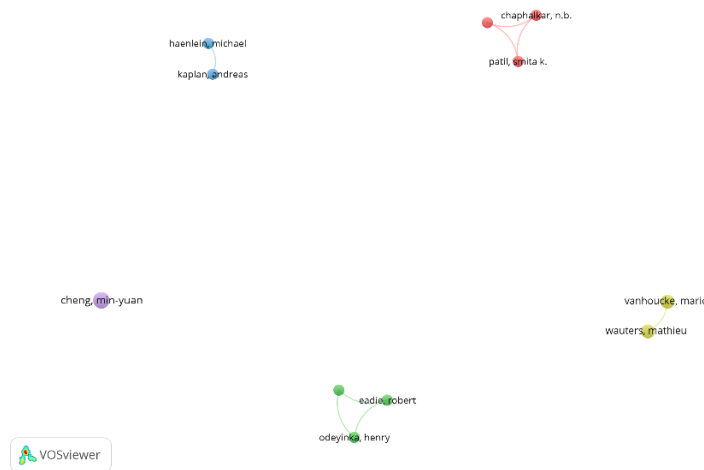 chaphalkar, n.b.
haenlein, michael
patil, smita k.
kaplan, andreas
cheng, min-yuan
vanhoucke, mario
wauters, mathieu
eadie, robert
odeyinka, henry
VOSviewer